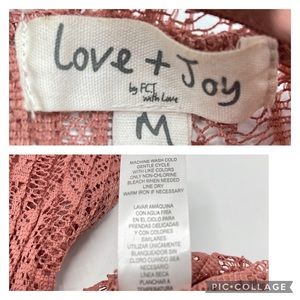 love + Joy
by FCT
with Love
M
MACHINE WASH COLD
GENTLE CYCLE
WITH LIKE COLORS
ONLY NON-CHLORINE
BLEACH WHEN NEEDED
LINE DRY
WARM IRON IF NECESSARY
LAVAR AMÁQUINA
CON AGUA FRÍA
EN EL CICLO PARA
PRENDAS DELICADAS
Y CON COLORES
SIMILARES
UTILIZAR ÚNICAMENTE
BLANQUEADOR SIN
CLORO CUANDO SEA
NECESARIO
LÍNEA SECA
PLANCHAR A
TEMPERATURA
PIC•COLLAGE